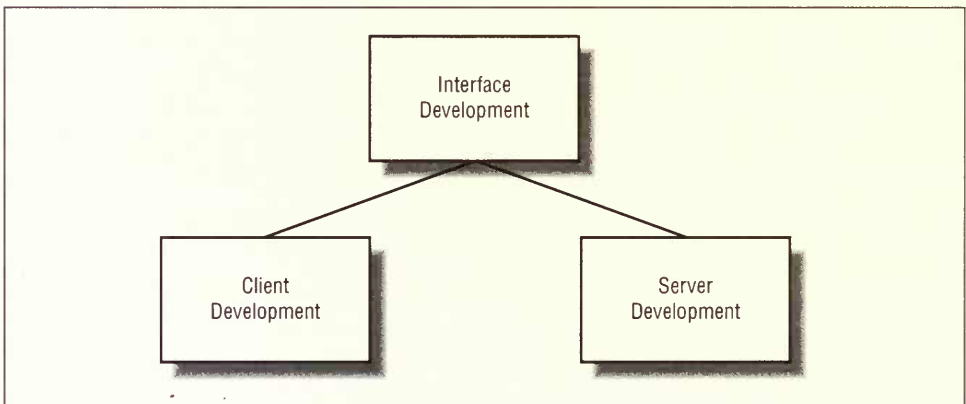 Interface
Development
Client
Development
Server
Development